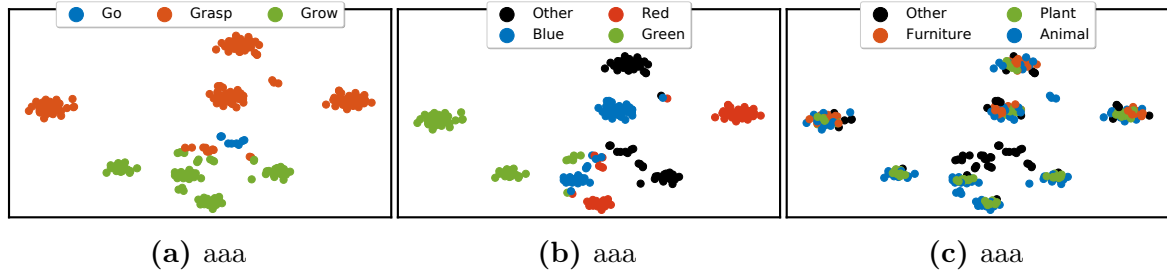 Go Grasp Grow
Other Red
Blue Green
Other Plant
Furniture Animal
(a) aaa
(b) aaa
(c) aaa